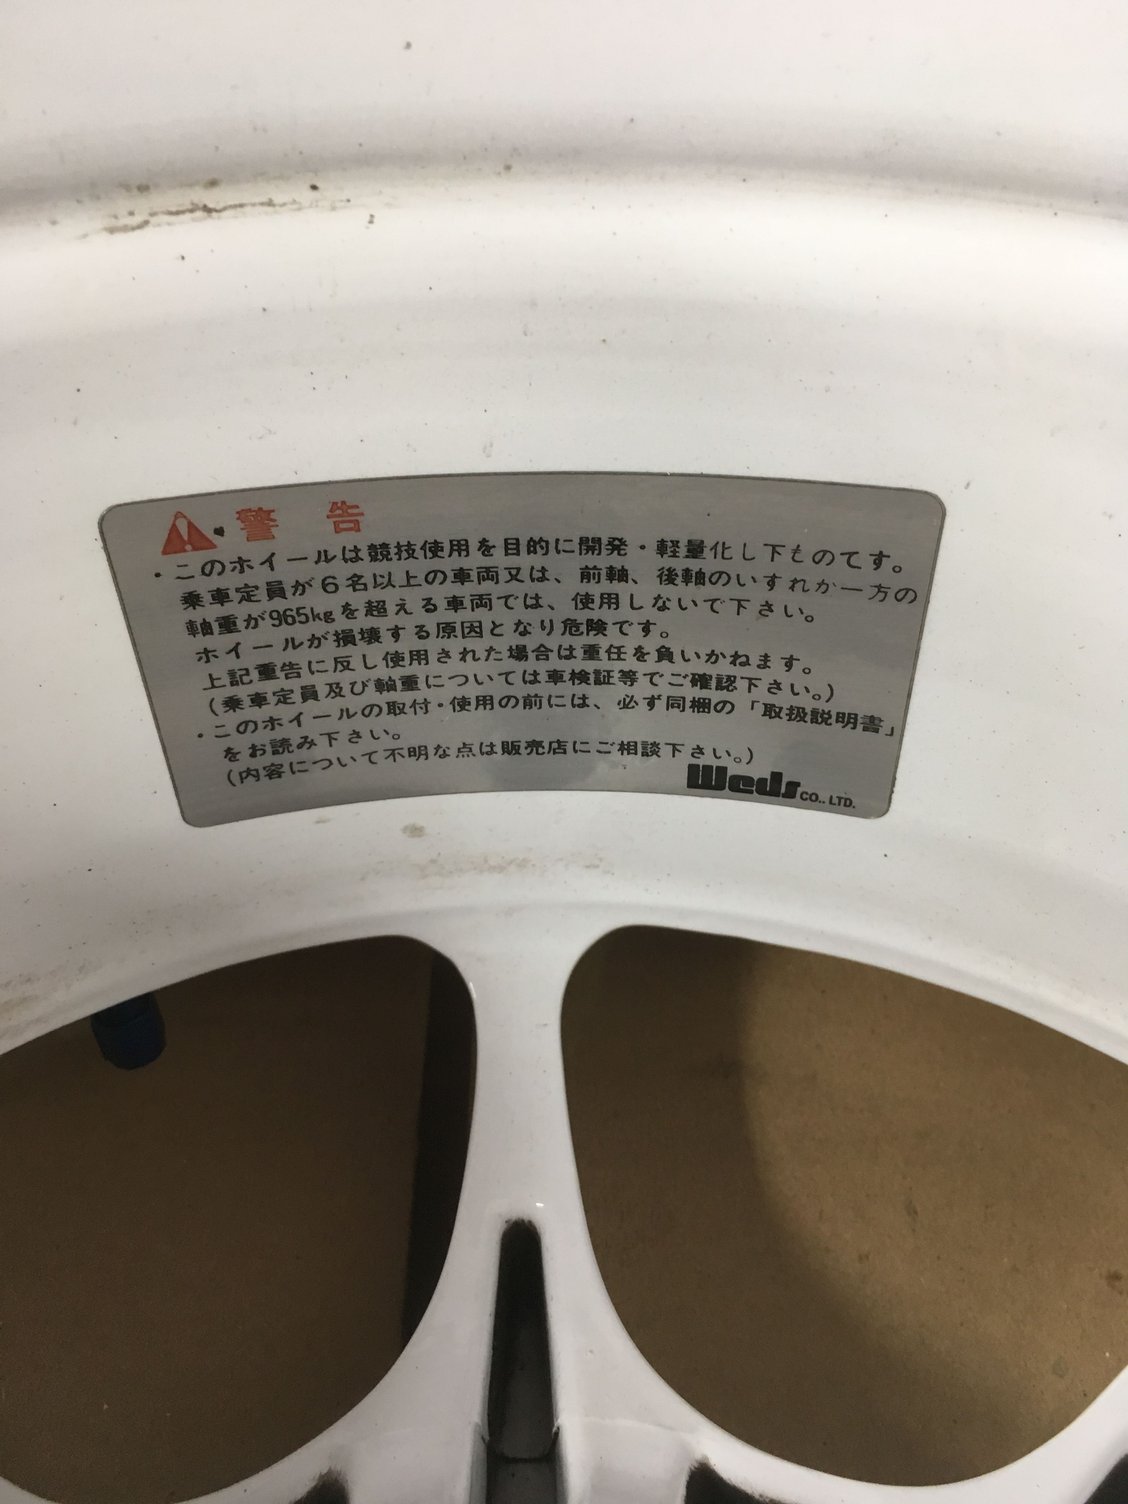 警告
・このホイールは競技使用を目的に開発・軽量化し下ものてす。
乗車定員が6名以上の車両又は、前軸、後軸のいすれか一方の
軸重が965kgを超える車両では、使用しないで下さい。
ホイールが損壊する原因となり危険です。
上記重告に反し使用された場合は重任を負いかねます。
(乗車定員及び軸重については車検証等でご確認下さい。)
・このホイールの取付・使用の前には、必ず同梱の「取扱説明書」
をお読み下さい。
(内容について不明な点は販売店にご相談下さい。)
Weds CO., LTD.